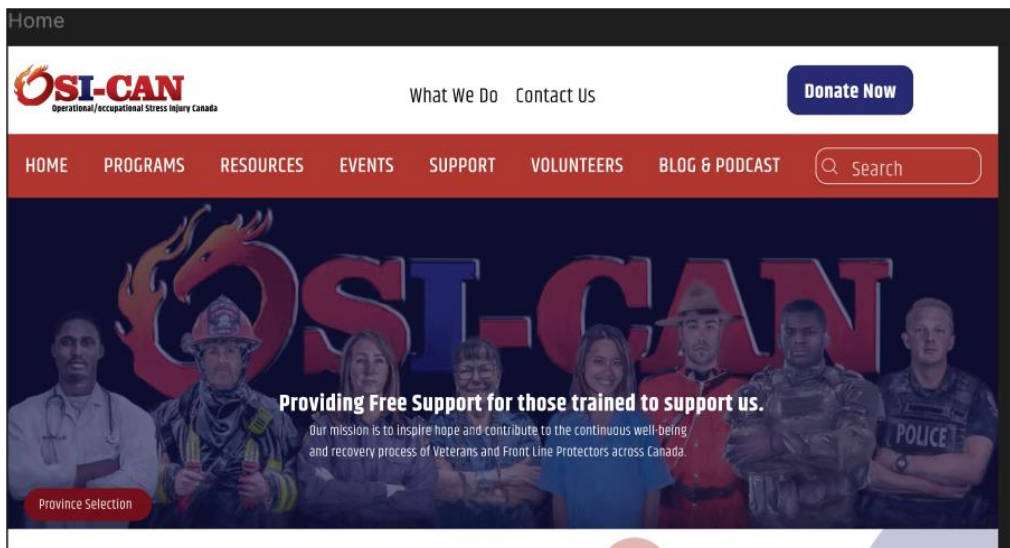 Home
OSI-CAN
Operational/occupational Stress Injury Canada
What We Do Contact Us
Donate Now
HOME PROGRAMS RESOURCES EVENTS SUPPORT VOLUNTEERS BLOG & PODCAST Search
OSI-CAN
Providing Free Support for those trained to support us.
Our mission is to inspire hope and contribute to the continuous well-being
and recovery process of Veterans and Front Line Protectors across Canada.
POLICE
Province Selection